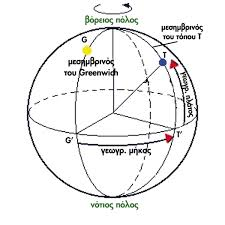 βόρειος πόλος
μεσημβρινός
του τόπου Τ
G
μεσημβρινός
του Greenwich
T
γεωγρ. πλάτος
G'
T'
γεωγρ. μήκος
νότιος πόλος